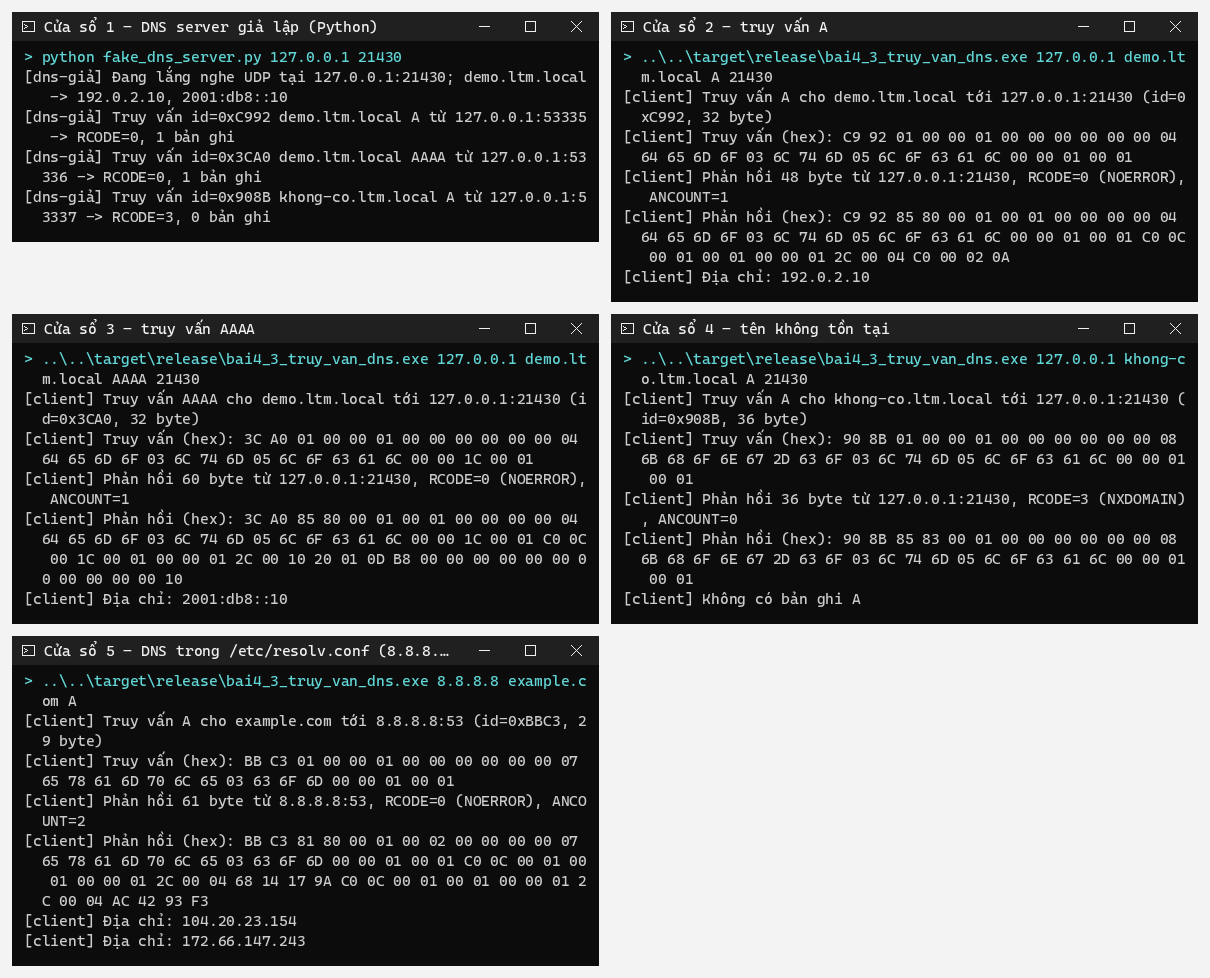 Cửa sổ 1 – DNS server giả lập (Python)
> python fake_dns_server.py 127.0.0.1 21430
[dns-giả] Đang lắng nghe UDP tại 127.0.0.1:21430; demo.ltm.local
-> 192.0.2.10, 2001:db8::10
[dns-giả] Truy vấn id=0xC992 demo.ltm.local A từ 127.0.0.1:53335
-> RCODE=0, 1 bản ghi
[dns-giả] Truy vấn id=0x3CA0 demo.ltm.local AAAA từ 127.0.0.1:53
336 -> RCODE=0, 1 bản ghi
[dns-giả] Truy vấn id=0x908B khong-co.ltm.local A từ 127.0.0.1:5
3337 -> RCODE=3, 0 bản ghi
Cửa sổ 2 – truy vấn A
> ..\..\target\release\bai4_3_truy_van_dns.exe 127.0.0.1 demo.lt
m.local A 21430
[client] Truy vấn A cho demo.ltm.local tới 127.0.0.1:21430 (id=0
xC992, 32 byte)
[client] Truy vấn (hex): C9 92 01 00 00 01 00 00 00 00 00 00 04
64 65 6D 6F 03 6C 74 6D 05 6C 6F 63 61 6C 00 00 01 00 01
[client] Phản hồi 48 byte từ 127.0.0.1:21430, RCODE=0 (NOERROR),
ANCOUNT=1
[client] Phản hồi (hex): C9 92 85 80 00 01 00 01 00 00 00 00 04
64 65 6D 6F 03 6C 74 6D 05 6C 6F 63 61 6C 00 00 01 00 01 C0 0C
00 01 00 01 00 00 01 2C 00 04 C0 00 02 0A
[client] Địa chỉ: 192.0.2.10
Cửa sổ 3 – truy vấn AAAA
> ..\..\target\release\bai4_3_truy_van_dns.exe 127.0.0.1 demo.lt
m.local AAAA 21430
[client] Truy vấn AAAA cho demo.ltm.local tới 127.0.0.1:21430 (i
d=0x3CA0, 32 byte)
[client] Truy vấn (hex): 3C A0 01 00 00 01 00 00 00 00 00 00 04
64 65 6D 6F 03 6C 74 6D 05 6C 6F 63 61 6C 00 00 1C 00 01
[client] Phản hồi 60 byte từ 127.0.0.1:21430, RCODE=0 (NOERROR),
ANCOUNT=1
[client] Phản hồi (hex): 3C A0 85 80 00 01 00 01 00 00 00 00 04
64 65 6D 6F 03 6C 74 6D 05 6C 6F 63 61 6C 00 00 1C 00 01 C0 0C
00 1C 00 01 00 00 01 2C 00 10 20 01 0D B8 00 00 00 00 00 00 0
0 00 00 00 00 10
[client] Địa chỉ: 2001:db8::10
Cửa sổ 4 – tên không tồn tại
> ..\..\target\release\bai4_3_truy_van_dns.exe 127.0.0.1 khong-c
o.ltm.local A 21430
[client] Truy vấn A cho khong-co.ltm.local tới 127.0.0.1:21430 (
id=0x908B, 36 byte)
[client] Truy vấn (hex): 90 8B 01 00 00 01 00 00 00 00 00 00 08
6B 68 6F 6E 67 2D 63 6F 03 6C 74 6D 05 6C 6F 63 61 6C 00 00 01
00 01
[client] Phản hồi 36 byte từ 127.0.0.1:21430, RCODE=3 (NXDOMAIN)
, ANCOUNT=0
[client] Phản hồi (hex): 90 8B 85 83 00 01 00 00 00 00 00 00 08
6B 68 6F 6E 67 2D 63 6F 03 6C 74 6D 05 6C 6F 63 61 6C 00 00 01
00 01
[client] Không có bản ghi A
Cửa sổ 5 – DNS trong /etc/resolv.conf (8.8.8.…
> ..\..\target\release\bai4_3_truy_van_dns.exe 8.8.8.8 example.c
om A
[client] Truy vấn A cho example.com tới 8.8.8.8:53 (id=0xBBC3, 2
9 byte)
[client] Truy vấn (hex): BB C3 01 00 00 01 00 00 00 00 00 00 07
65 78 61 6D 70 6C 65 03 63 6F 6D 00 00 01 00 01
[client] Phản hồi 61 byte từ 8.8.8.8:53, RCODE=0 (NOERROR), ANCO
UNT=2
[client] Phản hồi (hex): BB C3 81 80 00 01 00 02 00 00 00 00 07
65 78 61 6D 70 6C 65 03 63 6F 6D 00 00 01 00 01 C0 0C 00 01 00
01 00 00 01 2C 00 04 68 14 17 9A C0 0C 00 01 00 01 00 00 01 2
C 00 04 AC 42 93 F3
[client] Địa chỉ: 104.20.23.154
[client] Địa chỉ: 172.66.147.243